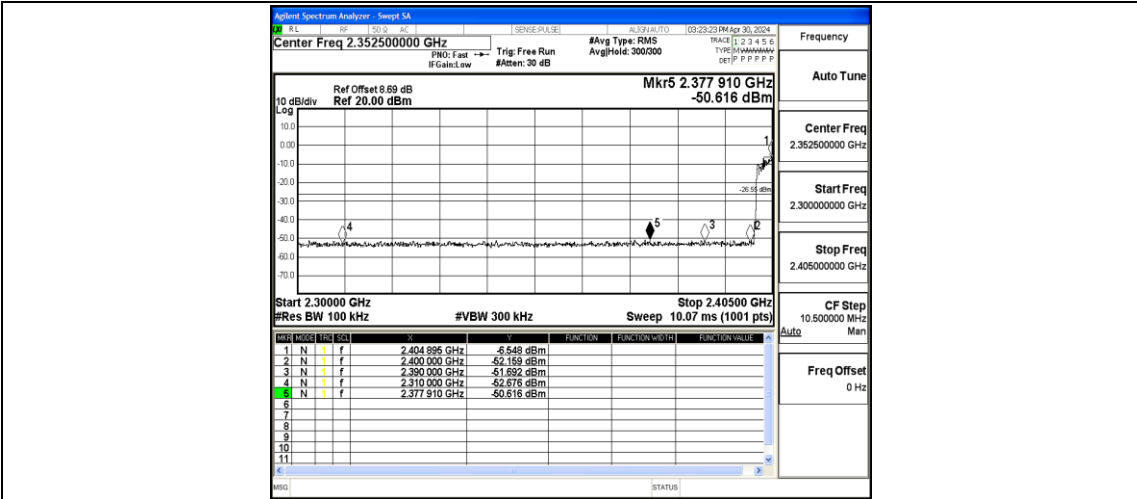 Agilent Spectrum Analyzer - Swept SA
RL RF 50 Ω AC SENSE:PULSE ALIGN AUTO 03:23:23 PM Apr 30, 2024
Center Freq 2.352500000 GHz
PNO: Fast
IFGain:Low
Trig: Free Run
#Atten: 30 dB
#Avg Type: RMS
Avg|Hold: 300/300
TRACE 1 2 3 4 5 6
TYPE M
DET P P P P P P
Mkr5 2.377 910 GHz
-50.616 dBm
Ref Offset 8.69 dB
10 dB/div Ref 20.00 dBm
Log
10.0
0.00
-10.0
-20.0
-30.0
-40.0
-50.0
-60.0
-70.0
1
-26.55 dBm
4
5
3
2
Start 2.30000 GHz Stop 2.40500 GHz
#Res BW 100 kHz #VBW 300 kHz Sweep 10.07 ms (1001 pts)
MKR MODE TRC SCL X Y FUNCTION FUNCTION WIDTH FUNCTION VALUE
1 N 1 f 2.404 895 GHz -6.548 dBm
2 N 1 f 2.400 000 GHz -52.159 dBm
3 N 1 f 2.390 000 GHz -51.692 dBm
4 N 1 f 2.310 000 GHz -52.676 dBm
5 N 1 f 2.377 910 GHz -50.616 dBm
6
7
8
9
10
11
MSG STATUS
Frequency
Auto Tune
Center Freq
2.352500000 GHz
Start Freq
2.300000000 GHz
Stop Freq
2.405000000 GHz
CF Step
10.500000 MHz
Auto Man
Freq Offset
0 Hz